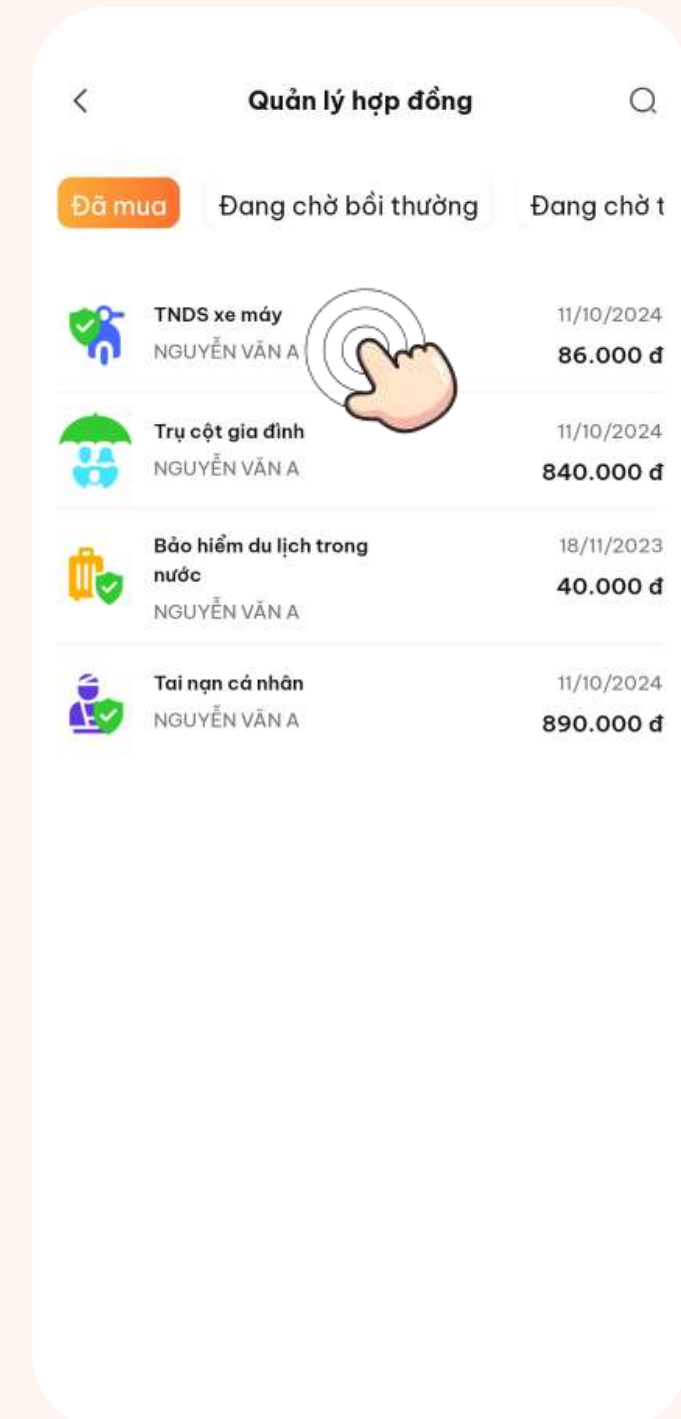 Quản lý hợp đồng
Đã mua Đang chờ bồi thường Đang chờ t
TNDS xe máy 11/10/2024
NGUYỄN VĂN A 86.000 đ
Trụ cột gia đình 11/10/2024
NGUYỄN VĂN A 840.000 đ
Bảo hiểm du lịch trong 18/11/2023
nước 40.000 đ
NGUYỄN VĂN A
Tai nạn cá nhân 11/10/2024
NGUYỄN VĂN A 890.000 đ